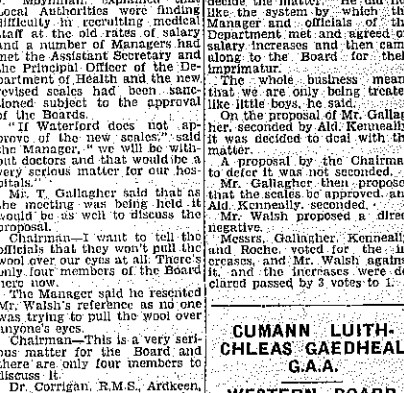 Local Authorities were finding
difficulty in recruiting medical
staff at the old rates of salary
and a number of Managers had
met the Assistant Secretary and
the Principal Officer of the De-
partment of Health and the new
revised scales had been sanc-
tioned subject to the approval
of the Boards.
"If Waterford does not ap-
prove of the new scales," said
the Manager, "we will be with-
out doctors and that would be a
very serious matter for our hos-
pitals."
Mr. T. Gallagher said that as
the meeting was being held it
would be as well to discuss the
proposal.
Chairman—I want to tell the
officials that they won't pull the
wool over our eyes at all. There's
only four members of the Board
here now.
The Manager said he resented
Mr. Walsh's reference as no one
was trying to pull the wool over
anyone's eyes.
Chairman—This is a very seri-
ous matter for the Board and
there are only four members to
discuss it.
Dr. Corrigan, R.M.S., Ardkeen,
decide the matter. He did
like the system by which the
Manager and officials of the
Department met and agreed on
salary increases and then came
along to the Board for their
imprimatur.
The whole business meant
that we are only being treated
like little boys, he said.
On the proposal of Mr. Gallag-
her, seconded by Ald. Kenneally,
it was decided to deal with the
matter.
A proposal by the Chairman
to defer it was not seconded.
Mr. Gallagher then proposed
that the scales be approved, and
Ald. Kenneally, seconded.
Mr. Walsh proposed a direct
negative.
Messrs. Gallagher, Kenneally
and Roche, voted for the in-
creases, and Mr. Walsh against
it, and the increases were de-
clared passed by 3 votes to 1.
CUMANN LUITH-
CHLEAS GAEDHEAL
G.A.A.
WESTERN BOARD